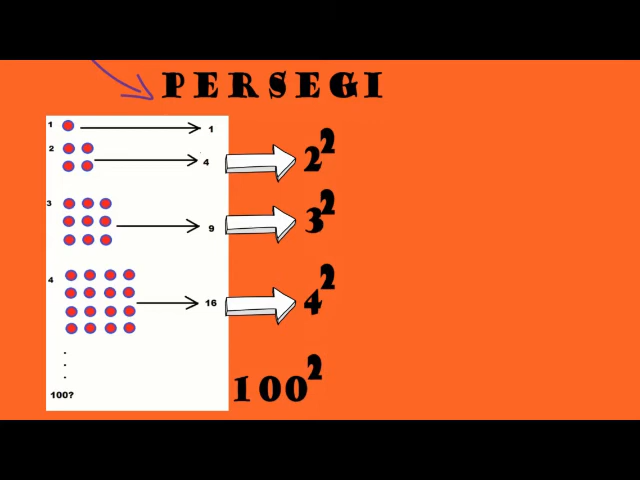 PERSEGI
1 1
2 4 2²
3 9 3²
4 16 4²
.
.
.
100? 100²